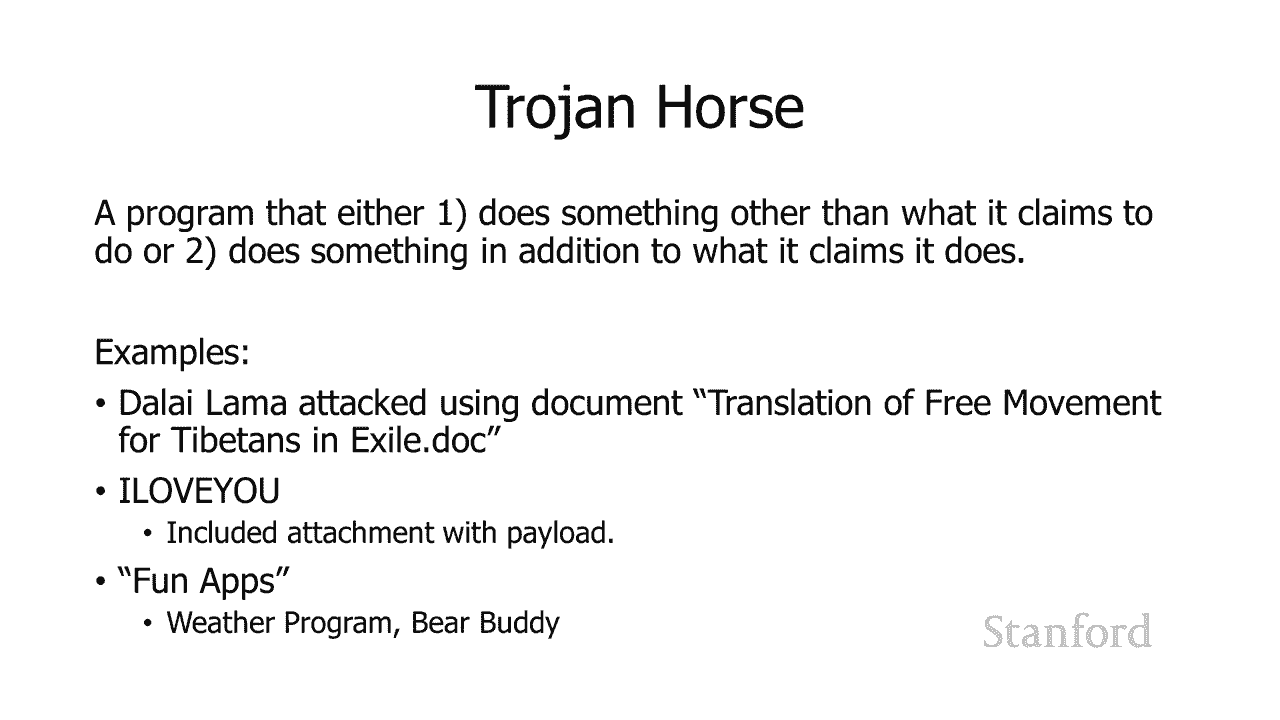 Trojan Horse
A program that either 1) does something other than what it claims to
do or 2) does something in addition to what it claims it does.
Examples:
• Dalai Lama attacked using document “Translation of Free Movement
for Tibetans in Exile.doc”
• ILOVEYOU
• Included attachment with payload.
• “Fun Apps”
• Weather Program, Bear Buddy
Stanford